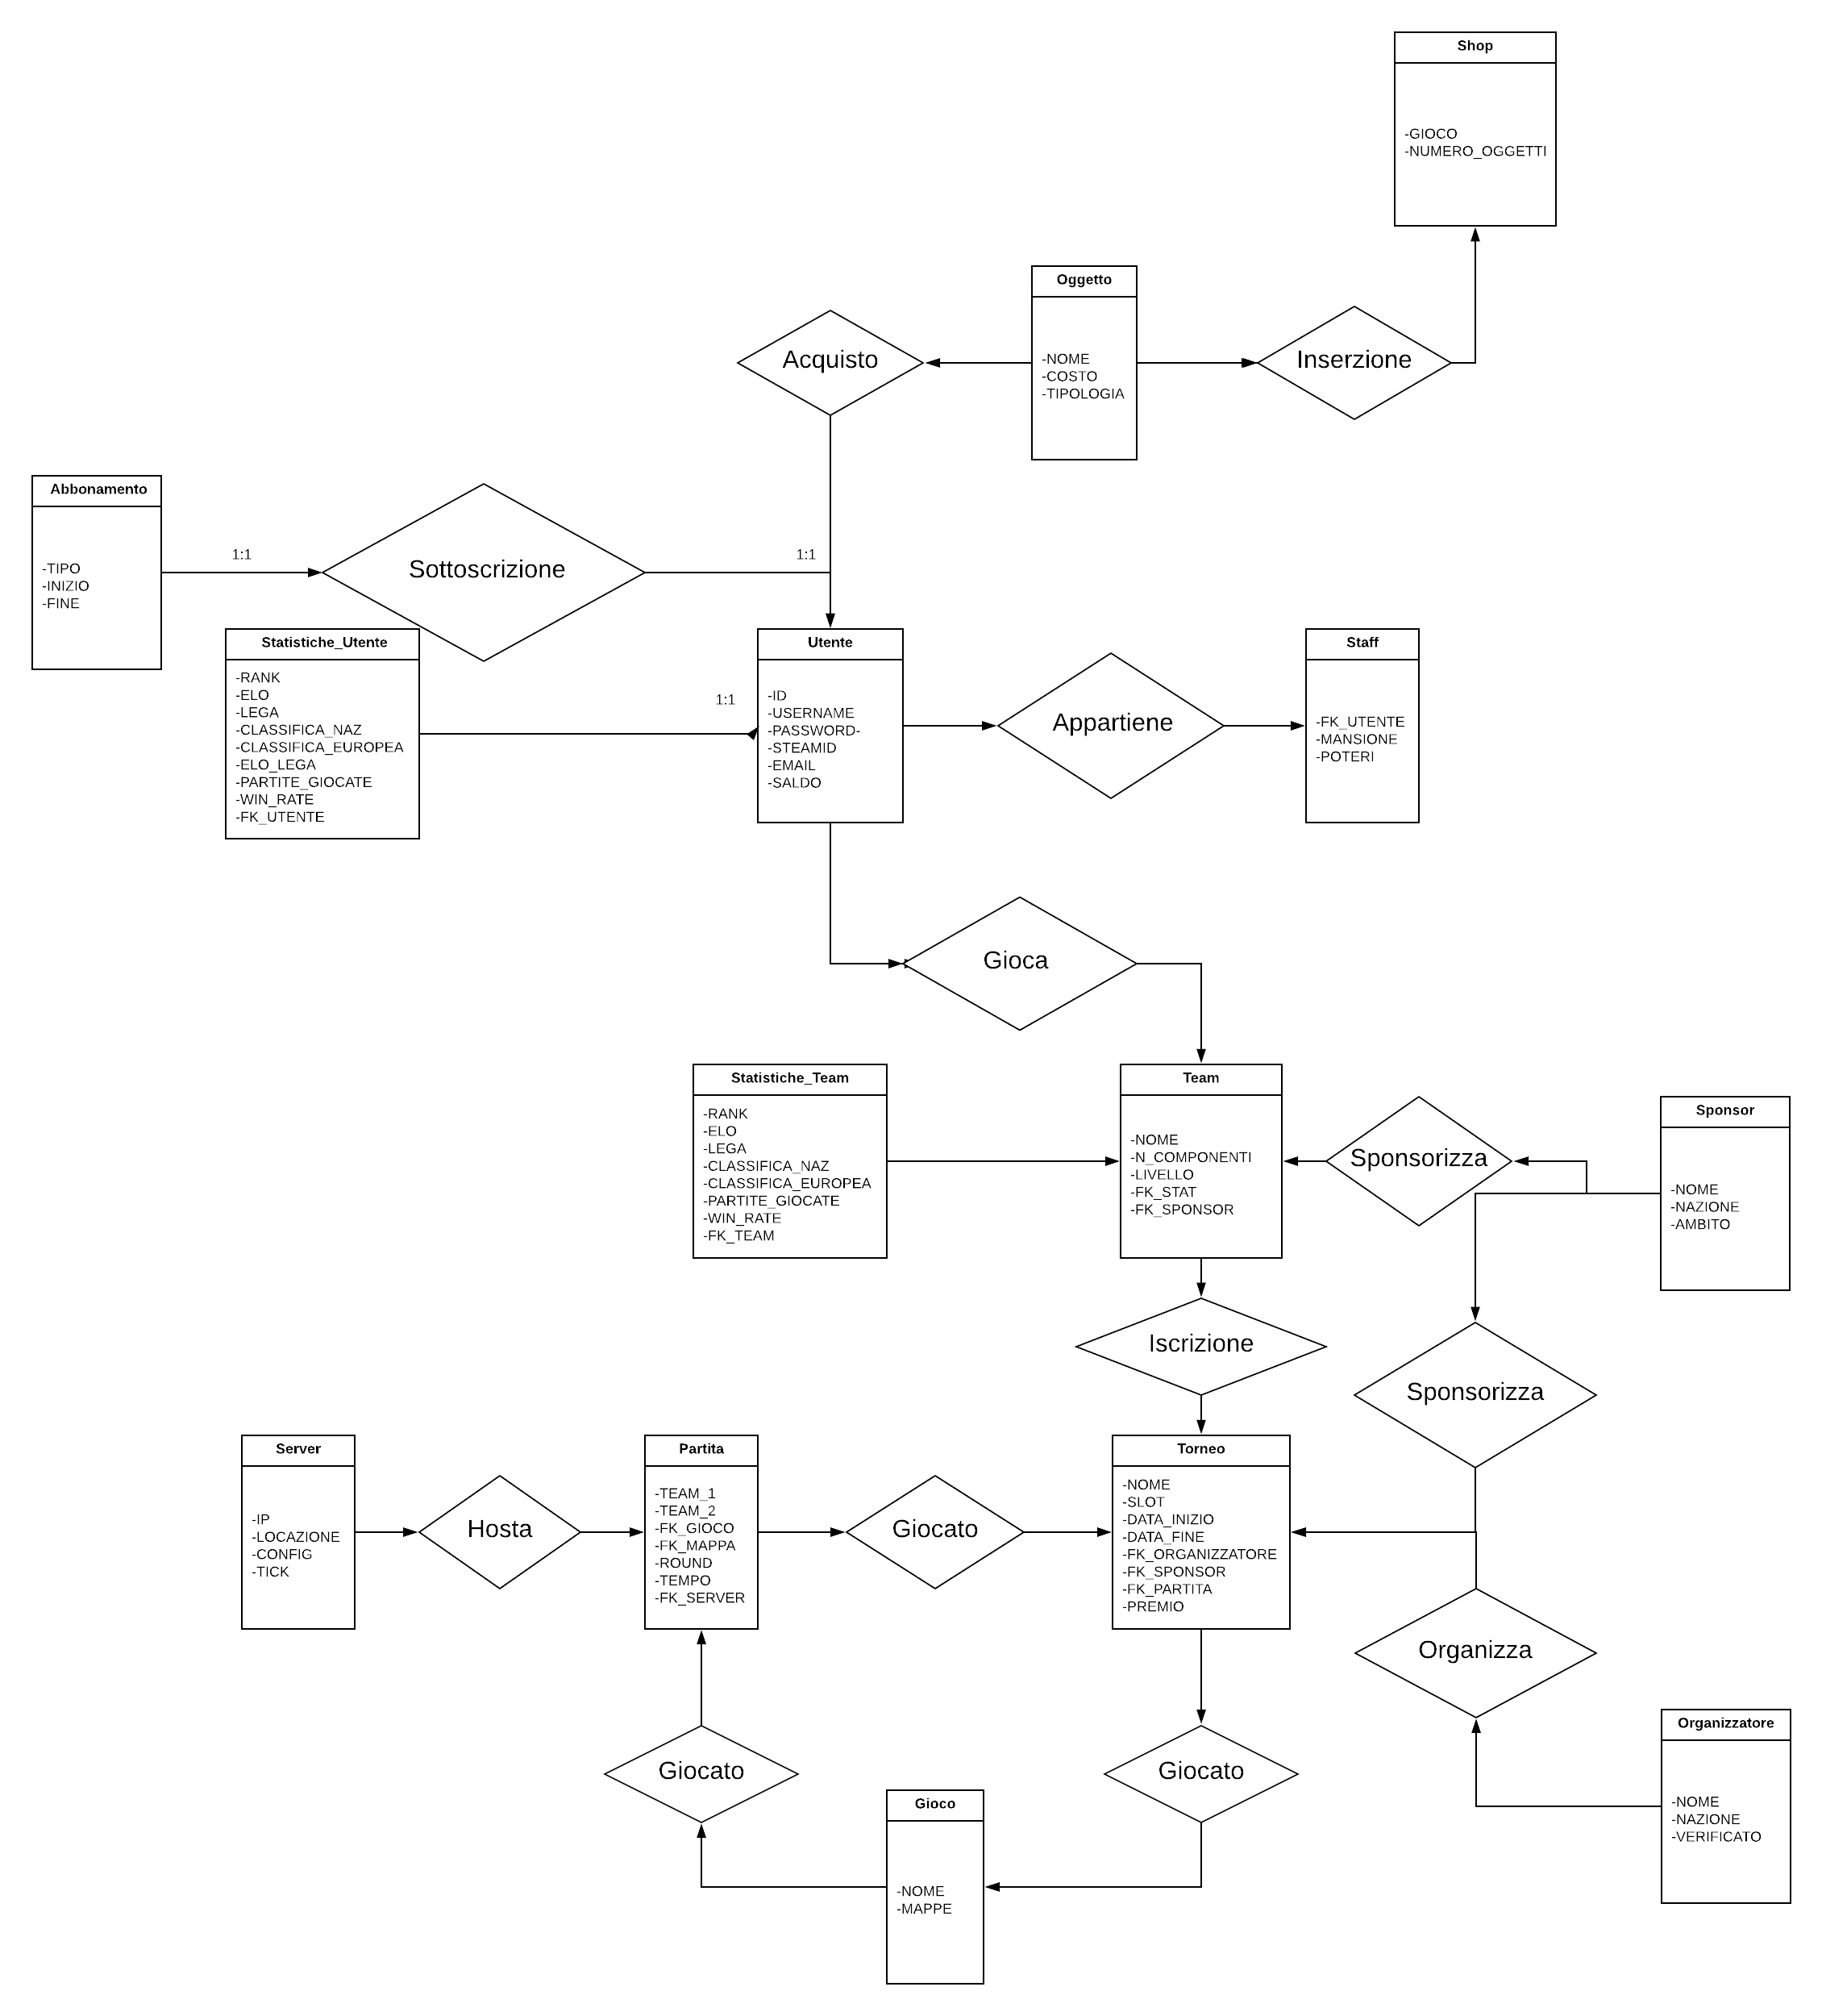 Shop
-GIOCO
-NUMERO_OGGETTI
Oggetto
-NOME
-COSTO
-TIPOLOGIA
Acquisto
Inserzione
Abbonamento
-TIPO
-INIZIO
-FINE
1:1
Sottoscrizione
1:1
Statistiche_Utente
-RANK
-ELO
-LEGA
-CLASSIFICA_NAZ
-CLASSIFICA_EUROPEA
-ELO_LEGA
-PARTITE_GIOCATE
-WIN_RATE
-FK_UTENTE
1:1
Utente
-ID
-USERNAME
-PASSWORD-
-STEAMID
-EMAIL
-SALDO
Appartiene
Staff
-FK_UTENTE
-MANSIONE
-POTERI
Gioca
Statistiche_Team
-RANK
-ELO
-LEGA
-CLASSIFICA_NAZ
-CLASSIFICA_EUROPEA
-PARTITE_GIOCATE
-WIN_RATE
-FK_TEAM
Team
-NOME
-N_COMPONENTI
-LIVELLO
-FK_STAT
-FK_SPONSOR
Sponsorizza
Sponsor
-NOME
-NAZIONE
-AMBITO
Iscrizione
Sponsorizza
Server
-IP
-LOCAZIONE
-CONFIG
-TICK
Hosta
Partita
-TEAM_1
-TEAM_2
-FK_GIOCO
-FK_MAPPA
-ROUND
-TEMPO
-FK_SERVER
Giocato
Torneo
-NOME
-SLOT
-DATA_INIZIO
-DATA_FINE
-FK_ORGANIZZATORE
-FK_SPONSOR
-FK_PARTITA
-PREMIO
Organizza
Giocato
Giocato
Organizzatore
-NOME
-NAZIONE
-VERIFICATO
Gioco
-NOME
-MAPPE